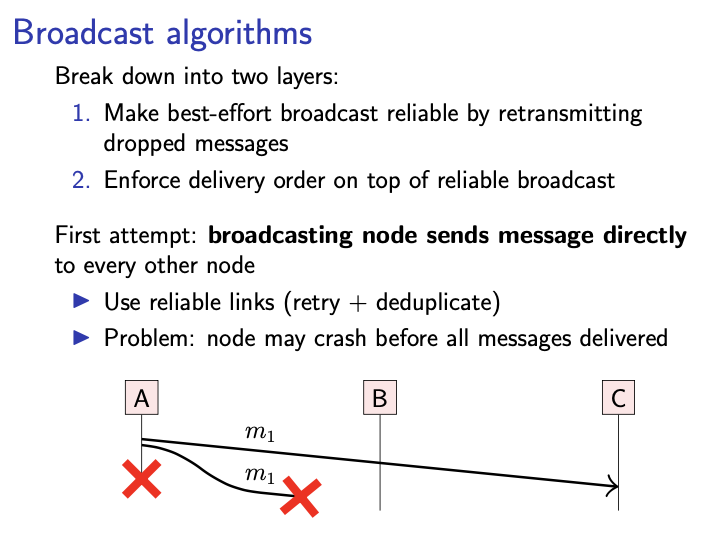 Broadcast algorithms
Break down into two layers:
1. Make best-effort broadcast reliable by retransmitting
dropped messages
2. Enforce delivery order on top of reliable broadcast
First attempt: broadcasting node sends message directly
to every other node
▶ Use reliable links (retry + deduplicate)
▶ Problem: node may crash before all messages delivered
A B C
m₁
m₁